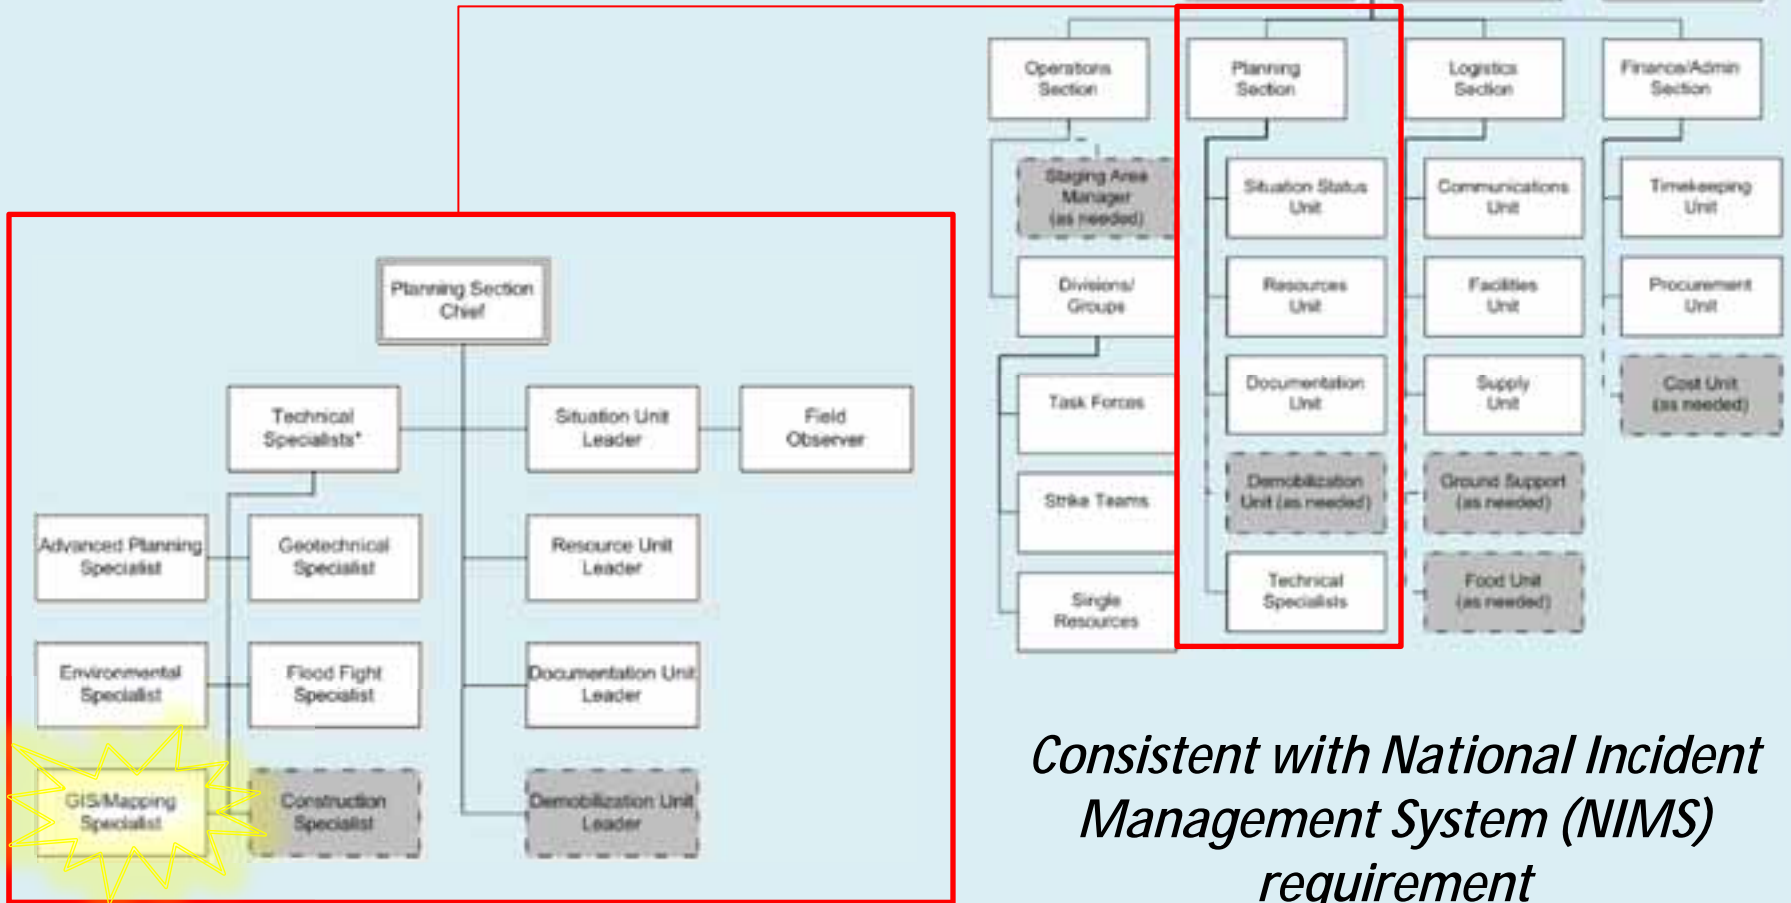 Operations
Section
Planning
Section
Logistics
Section
Finance/Admin
Section
Staging Area
Manager
(as needed)
Situation Status
Unit
Communications
Unit
Timekeeping
Unit
Divisions/
Groups
Resources
Unit
Facilities
Unit
Procurement
Unit
Task Forces
Documentation
Unit
Supply
Unit
Cost Unit
(as needed)
Strike Teams
Demobilization
Unit (as needed)
Ground Support
(as needed)
Single
Resources
Technical
Specialists
Food Unit
(as needed)
Planning Section
Chief
Technical
Specialists*
Situation Unit
Leader
Field
Observer
Advanced Planning
Specialist
Geotechnical
Specialist
Resource Unit
Leader
Environmental
Specialist
Flood Fight
Specialist
Documentation Unit
Leader
GIS/Mapping
Specialist
Construction
Specialist
Demobilization Unit
Leader
Consistent with National Incident
Management System (NIMS)
requirement